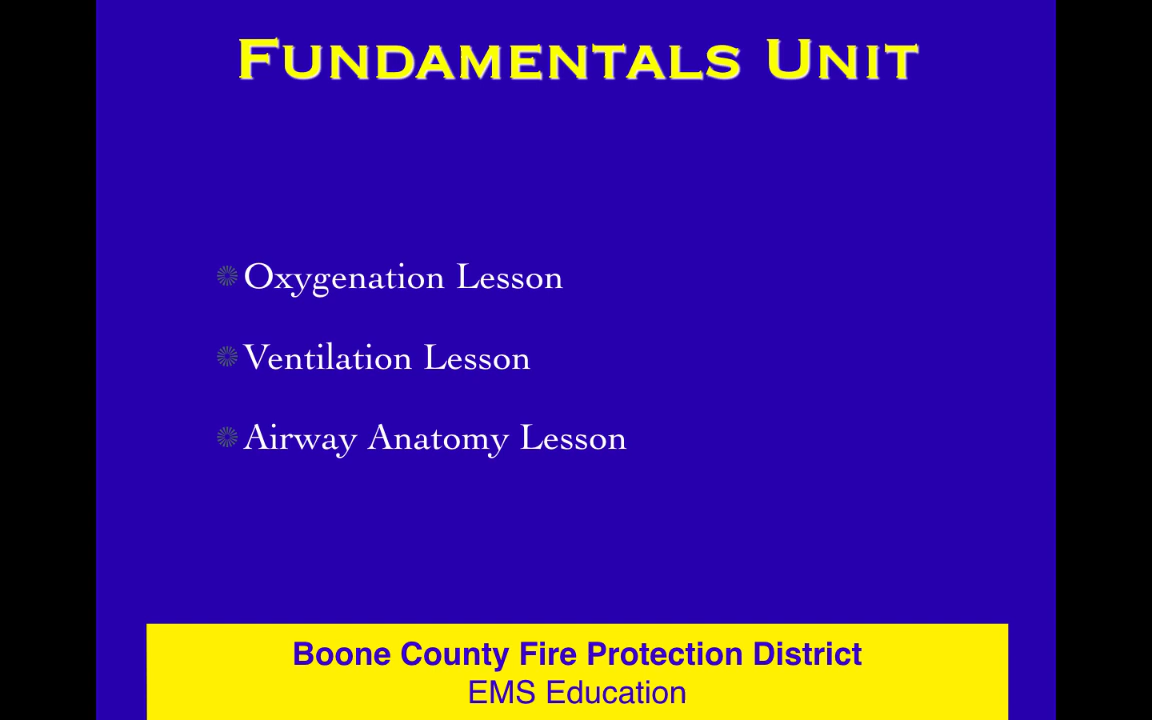 Fundamentals Unit
Oxygenation Lesson
Ventilation Lesson
Airway Anatomy Lesson
Boone County Fire Protection District
EMS Education